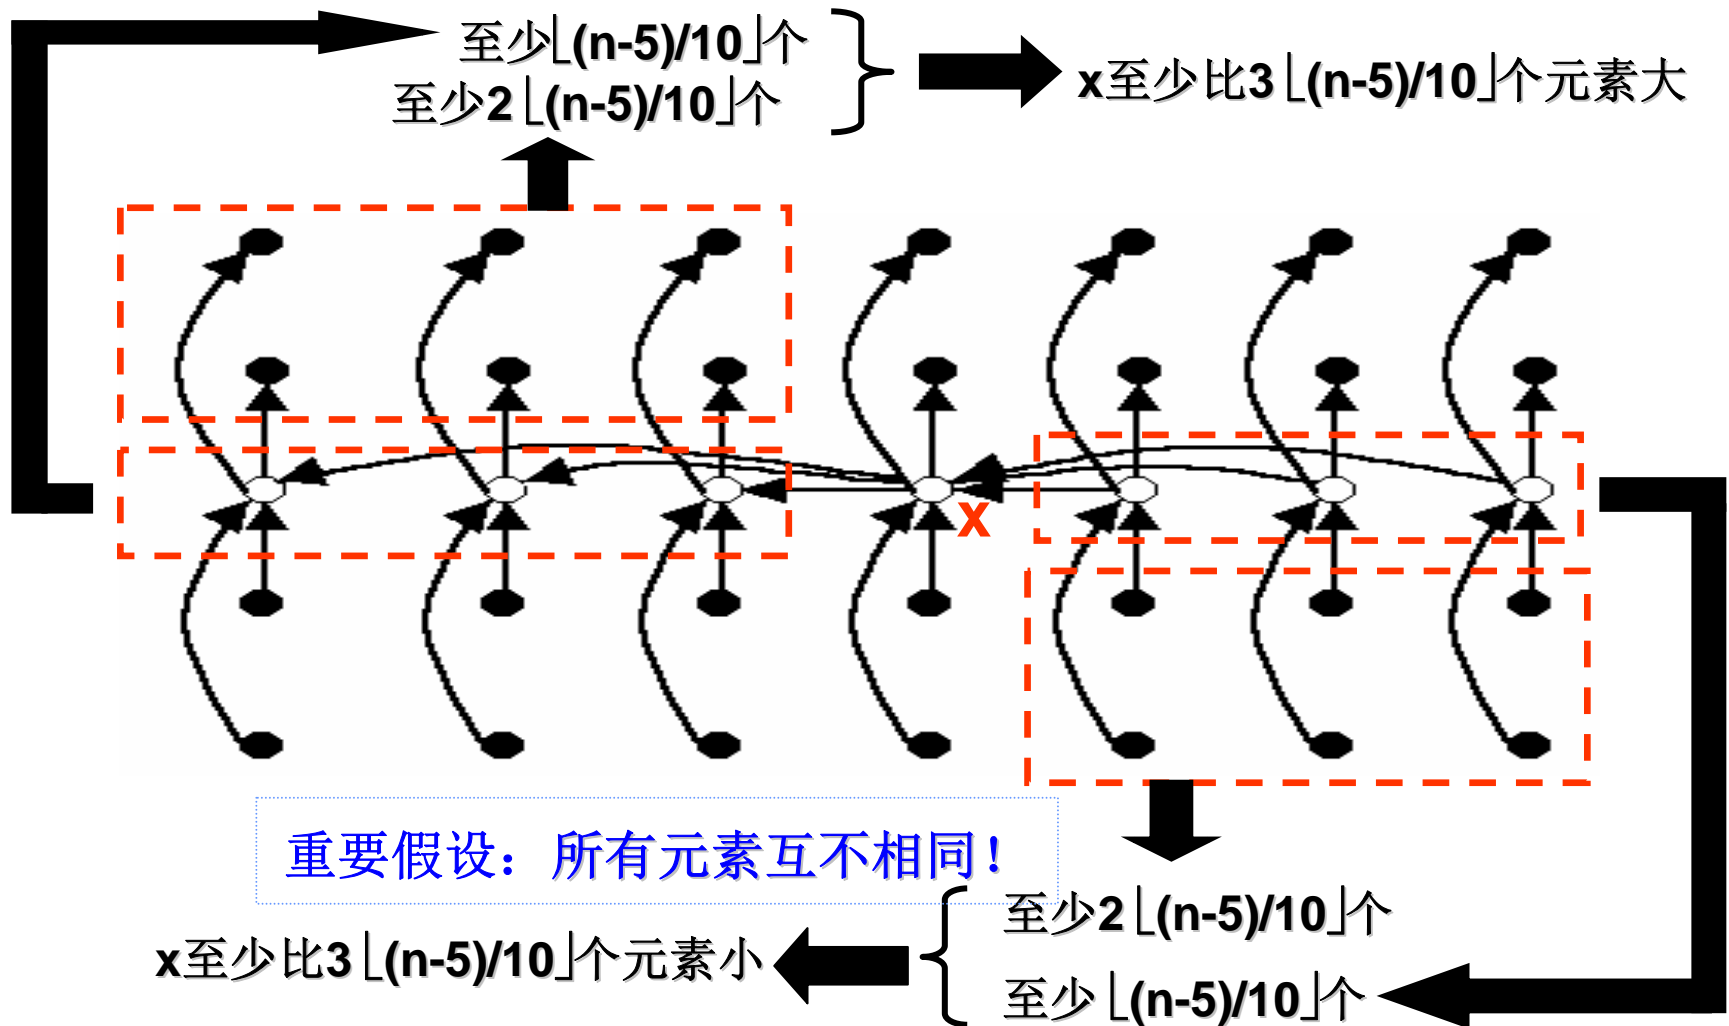 至少⌊(n-5)/10⌋个
至少2⌊(n-5)/10⌋个
x至少比3⌊(n-5)/10⌋个元素大
x
重要假设：所有元素互不相同！
至少2⌊(n-5)/10⌋个
x至少比3⌊(n-5)/10⌋个元素小
至少⌊(n-5)/10⌋个